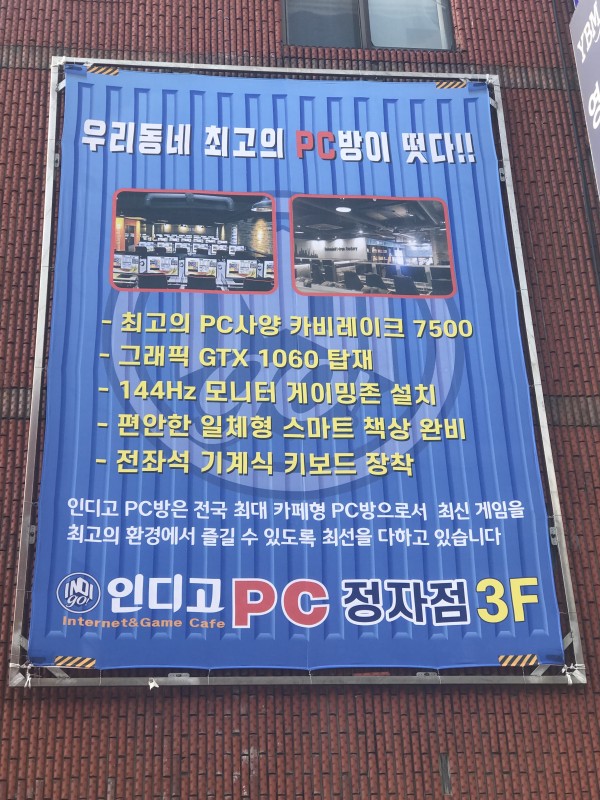 우리동네 최고의 PC방이 떳다!!
- 최고의 PC사양 카비레이크 7500
- 그래픽 GTX 1060 탑재
- 144Hz 모니터 게이밍존 설치
- 편안한 일체형 스마트 책상 완비
- 전좌석 기계식 키보드 장착
인디고 PC방은 전국 최대 카페형 PC방으로서 최신 게임을
최고의 환경에서 즐길 수 있도록 최선을 다하고 있습니다
INDI go! 인디고 PC 정자점 3F
Internet&Game Cafe
YBM
영